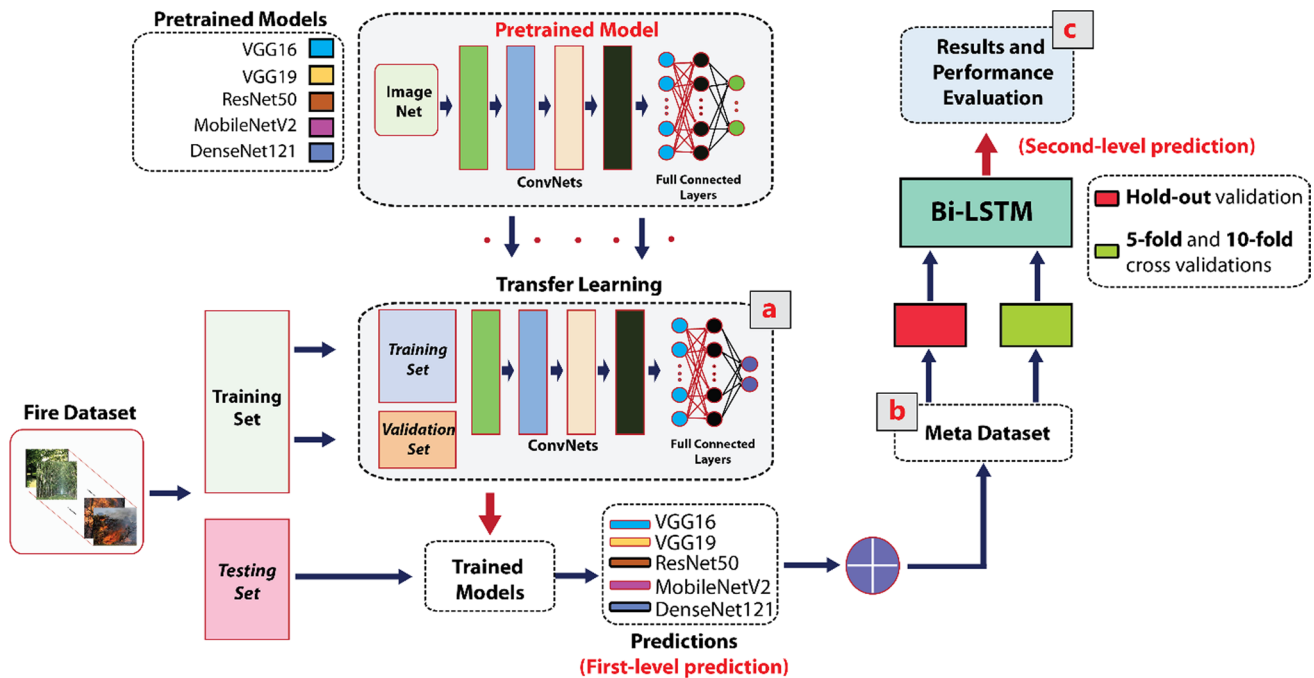 Pretrained Models
VGG16
VGG19
ResNet50
MobileNetV2
DenseNet121
Pretrained Model
Image
Net
ConvNets
Full Connected
Layers
c
Results and
Performance
Evaluation
(Second-level prediction)
Bi-LSTM
Hold-out validation
5-fold and 10-fold
cross validations
Transfer Learning
a
Training
Set
Validation
Set
ConvNets
Full Connected
Layers
Fire Dataset
Training
Set
Testing
Set
Trained
Models
VGG16
VGG19
ResNet50
MobileNetV2
DenseNet121
Predictions
(First-level prediction)
b
Meta Dataset